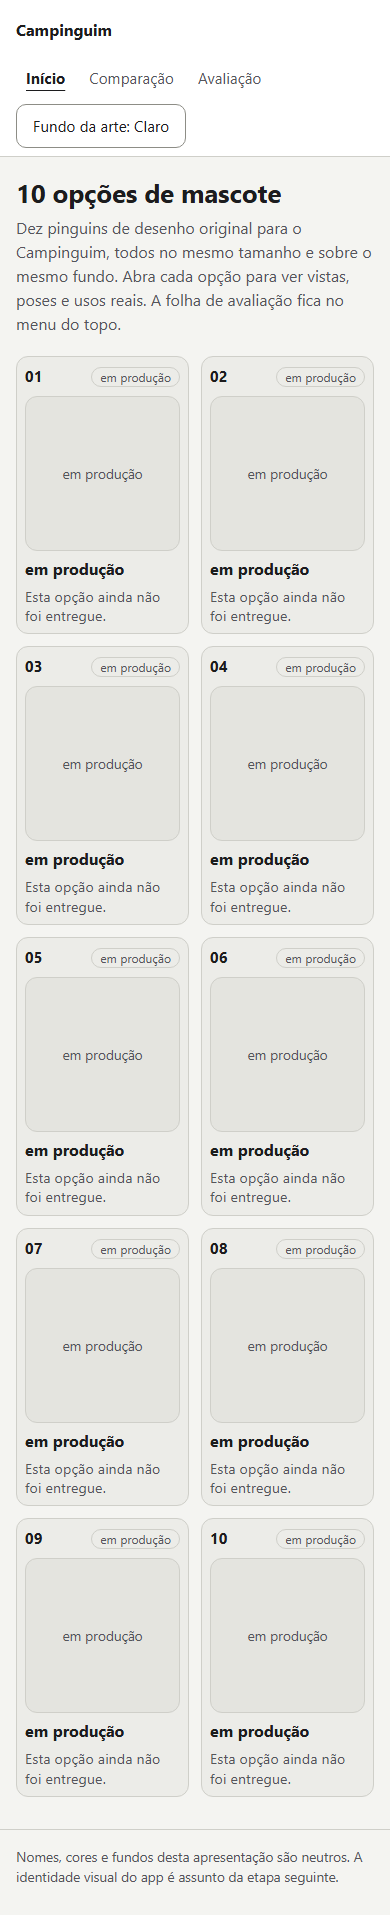 Campinguim
Início Comparação Avaliação
Fundo da arte: Claro
10 opções de mascote
Dez pinguins de desenho original para o
Campinguim, todos no mesmo tamanho e sobre o
mesmo fundo. Abra cada opção para ver vistas,
poses e usos reais. A folha de avaliação fica no
menu do topo.
01 em produção
em produção
em produção
Esta opção ainda não
foi entregue.
02 em produção
em produção
em produção
Esta opção ainda não
foi entregue.
03 em produção
em produção
em produção
Esta opção ainda não
foi entregue.
04 em produção
em produção
em produção
Esta opção ainda não
foi entregue.
05 em produção
em produção
em produção
Esta opção ainda não
foi entregue.
06 em produção
em produção
em produção
Esta opção ainda não
foi entregue.
07 em produção
em produção
em produção
Esta opção ainda não
foi entregue.
08 em produção
em produção
em produção
Esta opção ainda não
foi entregue.
09 em produção
em produção
em produção
Esta opção ainda não
foi entregue.
10 em produção
em produção
em produção
Esta opção ainda não
foi entregue.
Nomes, cores e fundos desta apresentação são neutros. A
identidade visual do app é assunto da etapa seguinte.